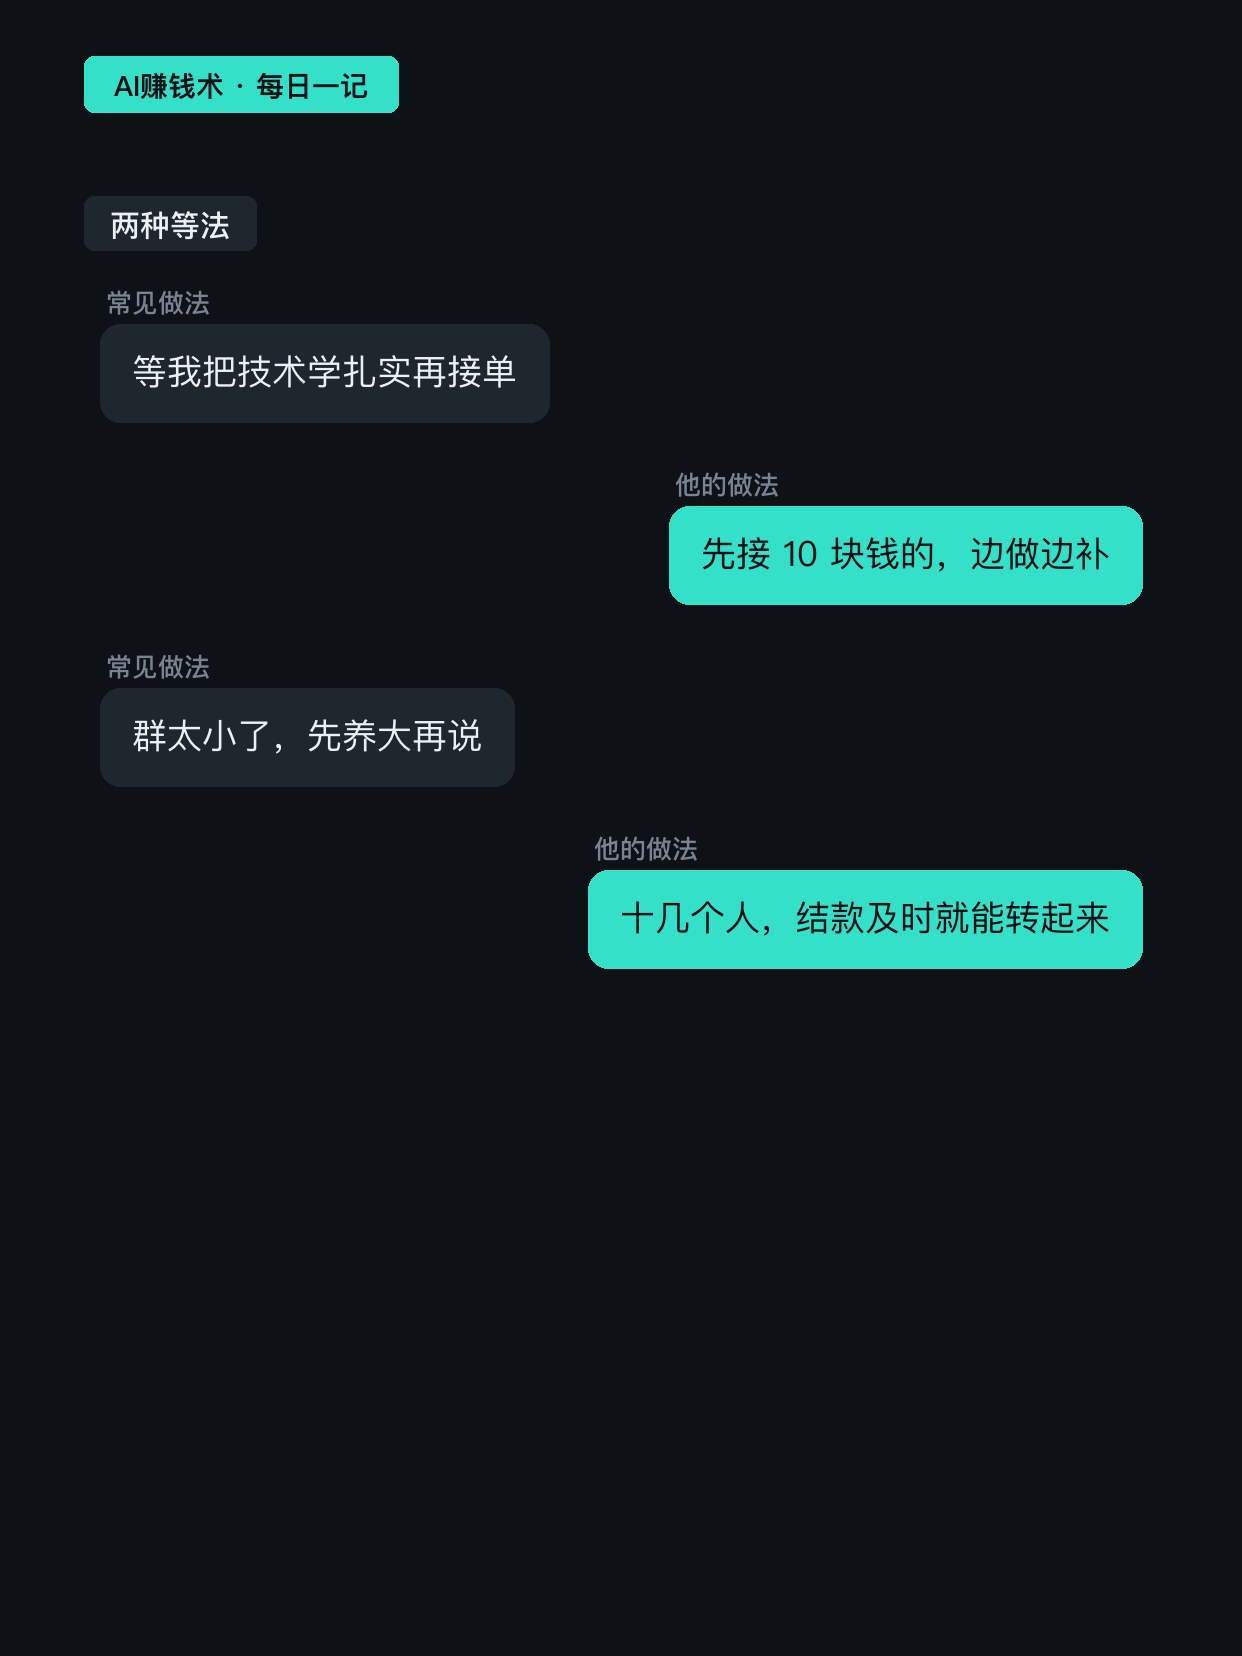 AI赚钱术 · 每日一记
两种等法
常见做法
等我把技术学扎实再接单
他的做法
先接 10 块钱的，边做边补
常见做法
群太小了，先养大再说
他的做法
十几个人，结款及时就能转起来